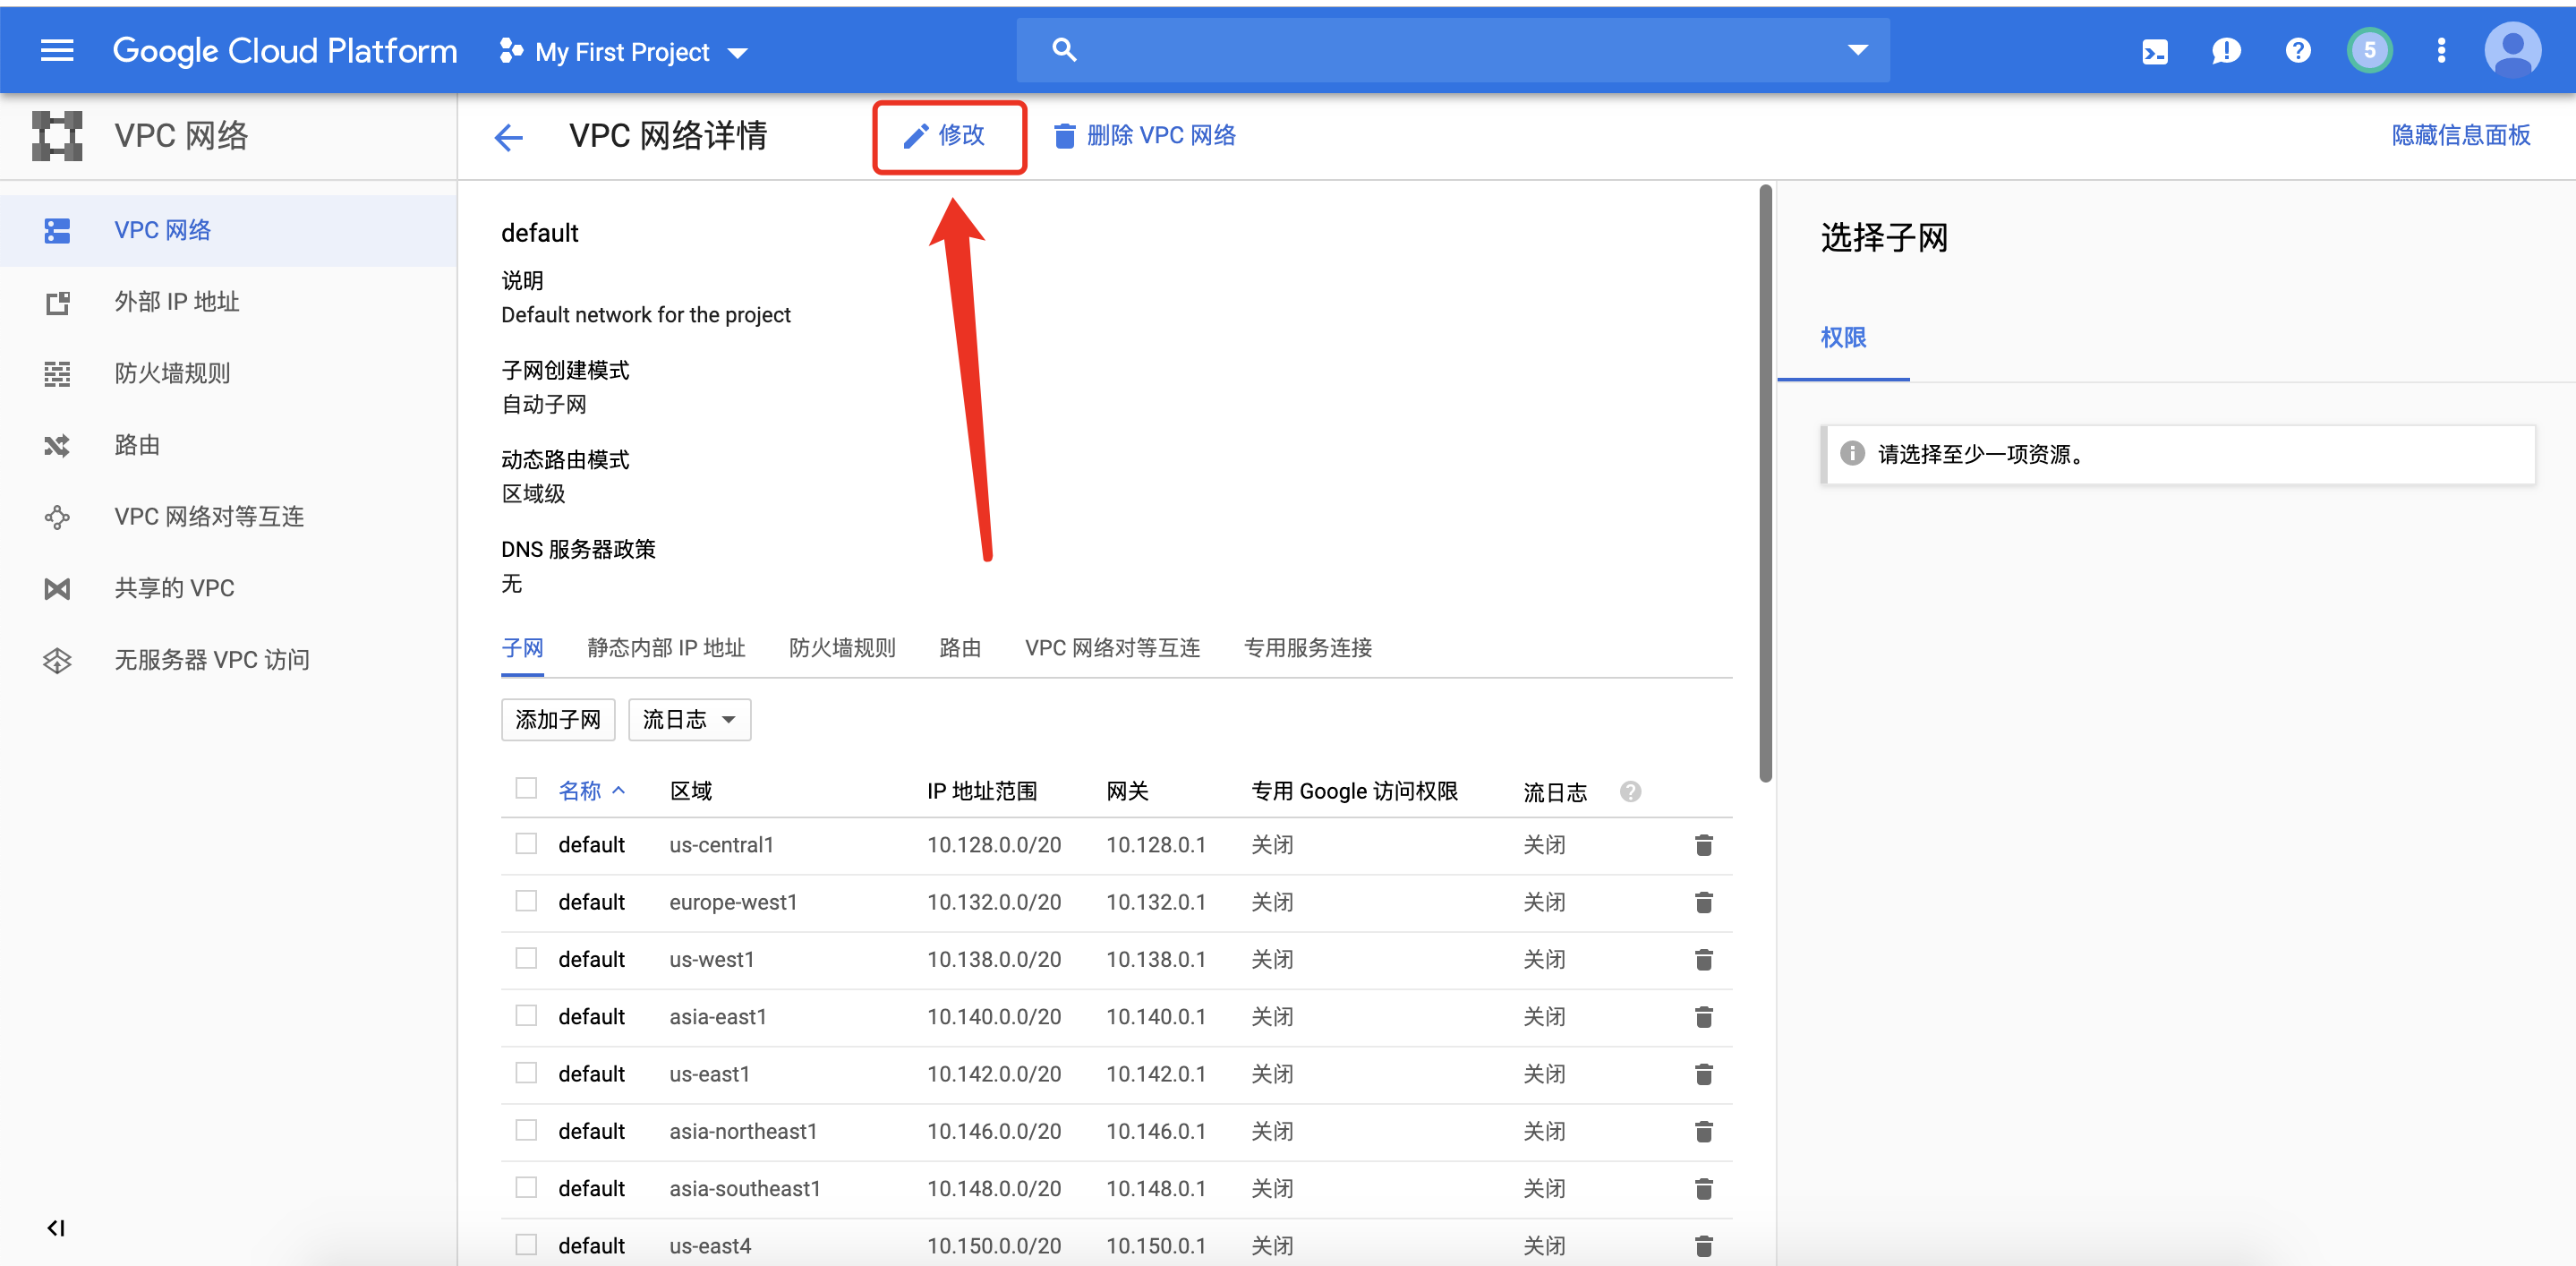 Google Cloud Platform
My First Project
5
VPC 网络
VPC 网络详情
修改
删除 VPC 网络
隐藏信息面板
VPC 网络
外部 IP 地址
防火墙规则
路由
VPC 网络对等互连
共享的 VPC
无服务器 VPC 访问
default
说明
Default network for the project
子网创建模式
自动子网
动态路由模式
区域级
DNS 服务器政策
无
子网 静态内部 IP 地址 防火墙规则 路由 VPC 网络对等互连 专用服务连接
添加子网 流日志
名称 区域 IP 地址范围 网关 专用 Google 访问权限 流日志
default us-central1 10.128.0.0/20 10.128.0.1 关闭 关闭
default europe-west1 10.132.0.0/20 10.132.0.1 关闭 关闭
default us-west1 10.138.0.0/20 10.138.0.1 关闭 关闭
default asia-east1 10.140.0.0/20 10.140.0.1 关闭 关闭
default us-east1 10.142.0.0/20 10.142.0.1 关闭 关闭
default asia-northeast1 10.146.0.0/20 10.146.0.1 关闭 关闭
default asia-southeast1 10.148.0.0/20 10.148.0.1 关闭 关闭
default us-east4 10.150.0.0/20 10.150.0.1 关闭 关闭
选择子网
权限
请选择至少一项资源。